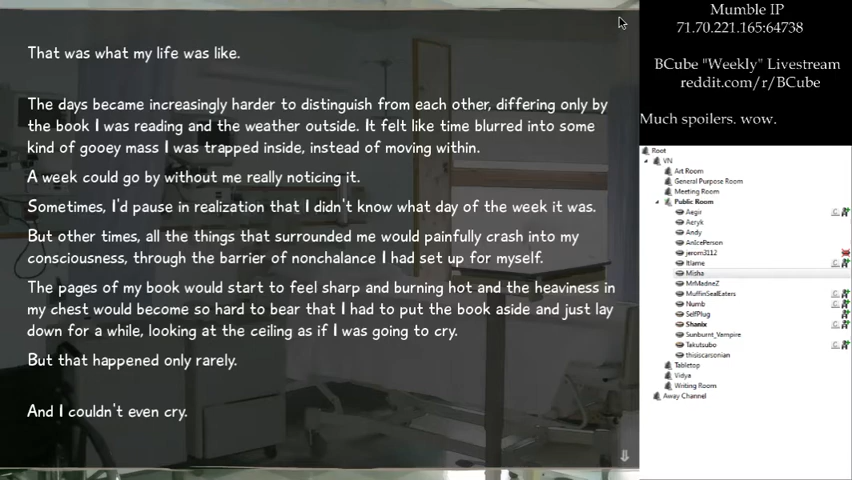 That was what my life was like.
The days became increasingly harder to distinguish from each other, differing only by
the book I was reading and the weather outside. It felt like time blurred into some
kind of gooey mass I was trapped inside, instead of moving within.
A week could go by without me really noticing it.
Sometimes, I'd pause in realization that I didn't know what day of the week it was.
But other times, all the things that surrounded me would painfully crash into my
consciousness, through the barrier of nonchalance I had set up for myself.
The pages of my book would start to feel sharp and burning hot and the heaviness in
my chest would become so hard to bear that I had to put the book aside and just lay
down for a while, looking at the ceiling as if I was going to cry.
But that happened only rarely.
And I couldn't even cry.
Mumble IP
71.70.221.165:64738
BCube "Weekly" Livestream
reddit.com/r/BCube
Much spoilers. wow.
Root
VN
Art Room
General Purpose Room
Meeting Room
Public Room
Aegir
Aeryk
Andy
AnIcePerson
jerom3112
Itlame
Misha
MrMadneZ
MuffinSealEaters
Numb
SelfPlug
Shanix
Sunburnt_Vampire
Takutsubo
thisiscarsonian
Tabletop
Vidya
Writing Room
Away Channel